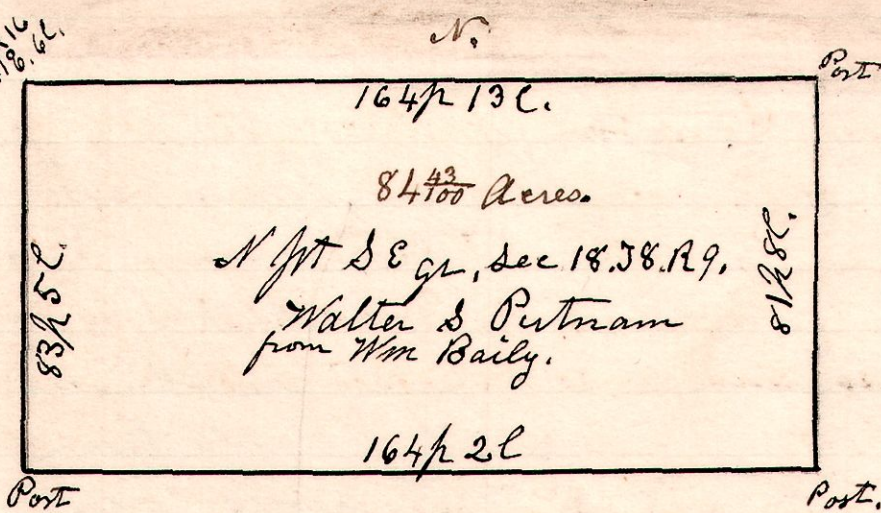 N.
Post
164p 13l.
84 43/100 Acres.
N pt S E qr, Sec 18. T8. R9.
Walter S Putnam
from Wm Baily.
83p 5l.
81p 8l.
164p 2l
Post
Post.